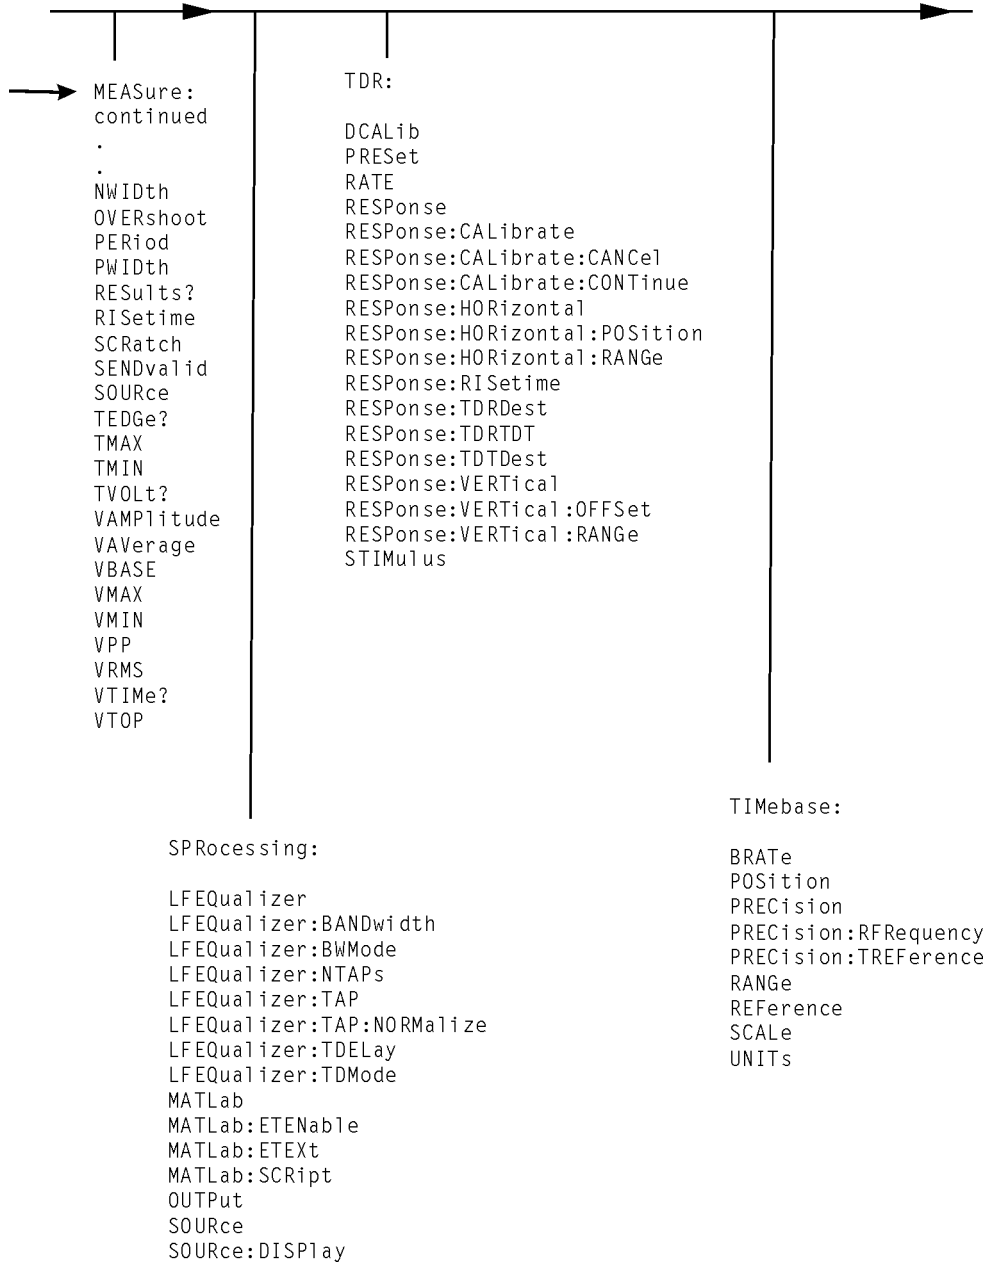 MEASure:
continued
.
.
NWIDth
OVERshoot
PERiod
PWIDth
RESults?
RISetime
SCRatch
SENDvalid
SOURce
TEDGe?
TMAX
TMIN
TVOLt?
VAMPlitude
VAVerage
VBASE
VMAX
VMIN
VPP
VRMS
VTIMe?
VTOP
TDR:
DCALib
PRESet
RATE
RESPonse
RESPonse:CALibrate
RESPonse:CALibrate:CANCel
RESPonse:CALibrate:CONTinue
RESPonse:HORizontal
RESPonse:HORizontal:POSition
RESPonse:HORizontal:RANGe
RESPonse:RISetime
RESPonse:TDRDest
RESPonse:TDRTDT
RESPonse:TDTDest
RESPonse:VERTical
RESPonse:VERTical:OFFSet
RESPonse:VERTical:RANGe
STIMulus
SPRocessing:
LFEQualizer
LFEQualizer:BANDwidth
LFEQualizer:BWMode
LFEQualizer:NTAPs
LFEQualizer:TAP
LFEQualizer:TAP:NORMalize
LFEQualizer:TDELay
LFEQualizer:TDMode
MATLab
MATLab:ETENable
MATLab:ETEXt
MATLab:SCRipt
OUTPut
SOURce
SOURce:DISPlay
TIMebase:
BRATe
POSition
PRECision
PRECision:RFRequency
PRECision:TREFerence
RANGe
REFerence
SCALe
UNITs